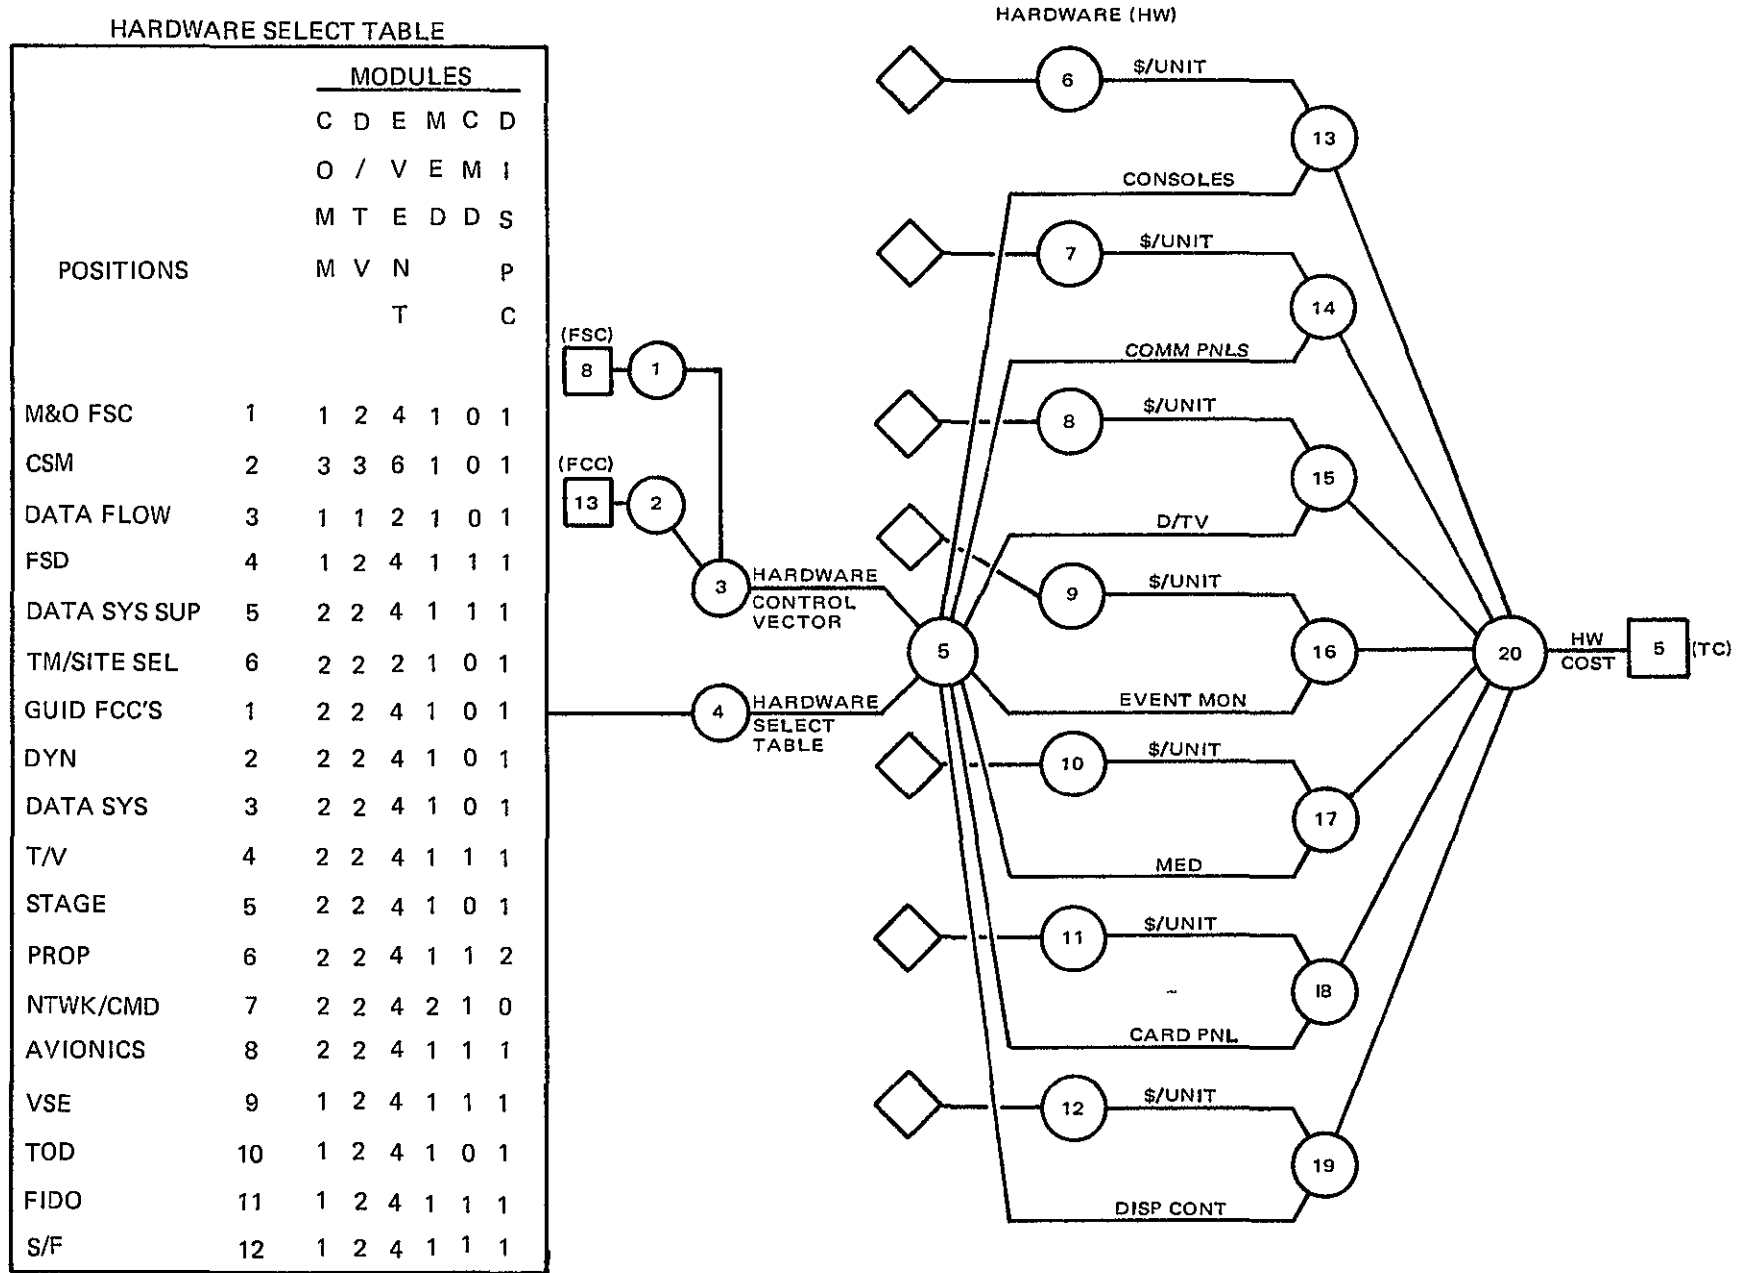 HARDWARE SELECT TABLE
MODULES
C D E M C D
O / V E M I
M T E D D S
POSITIONS M V N P
T C
M&O FSC 1 1 2 4 1 0 1
CSM 2 3 3 6 1 0 1
DATA FLOW 3 1 1 2 1 0 1
FSD 4 1 2 4 1 1 1
DATA SYS SUP 5 2 2 4 1 1 1
TM/SITE SEL 6 2 2 2 1 0 1
GUID FCC'S 1 2 2 4 1 0 1
DYN 2 2 2 4 1 0 1
DATA SYS 3 2 2 4 1 0 1
T/V 4 2 2 4 1 1 1
STAGE 5 2 2 4 1 0 1
PROP 6 2 2 4 1 1 2
NTWK/CMD 7 2 2 4 2 1 0
AVIONICS 8 2 2 4 1 1 1
VSE 9 1 2 4 1 1 1
TOD 10 1 2 4 1 0 1
FIDO 11 1 2 4 1 1 1
S/F 12 1 2 4 1 1 1
(FSC)
8 1
(FCC)
13 2
3
HARDWARE
CONTROL
VECTOR
4
HARDWARE
SELECT
TABLE
5
HARDWARE (HW)
6 $/UNIT
13
CONSOLES
7 $/UNIT
14
COMM PNLS
8 $/UNIT
15
D/TV
9 $/UNIT
16
EVENT MON
10 $/UNIT
17
MED
11 $/UNIT
18
CARD PNL
12 $/UNIT
19
DISP CONT
20
HW
COST
5 (TC)